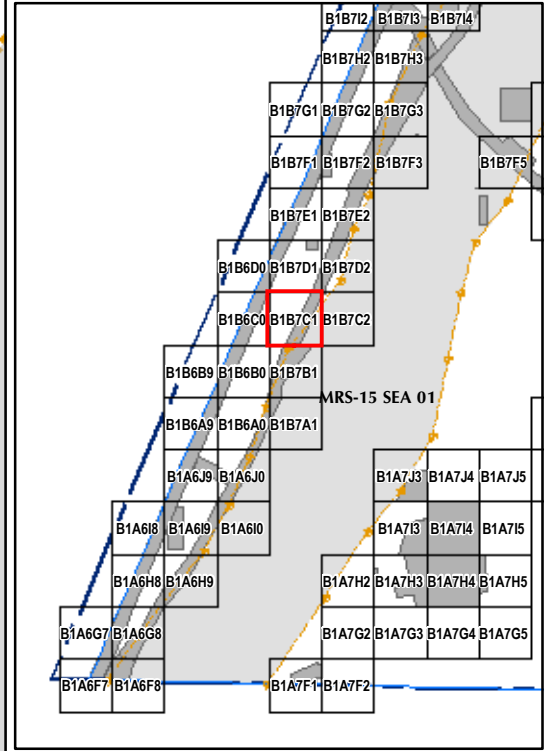 B1B7I2 B1B7I3 B1B7I4
B1B7H2 B1B7H3
B1B7G1 B1B7G2 B1B7G3
B1B7F1 B1B7F2 B1B7F3 B1B7F5
B1B7E1 B1B7E2
B1B6D0 B1B7D1 B1B7D2
B1B6C0 B1B7C1 B1B7C2
B1B6B9 B1B6B0 B1B7B1
MRS-15 SEA 01
B1B6A9 B1B6A0 B1B7A1
B1A6J9 B1A6J0 B1A7J3 B1A7J4 B1A7J5
B1A6I8 B1A6I9 B1A6I0 B1A7I3 B1A7I4 B1A7I5
B1A6H8 B1A6H9 B1A7H2 B1A7H3 B1A7H4 B1A7H5
B1A6G7 B1A6G8 B1A7G2 B1A7G3 B1A7G4 B1A7G5
B1A6F7 B1A6F8 B1A7F1 B1A7F2